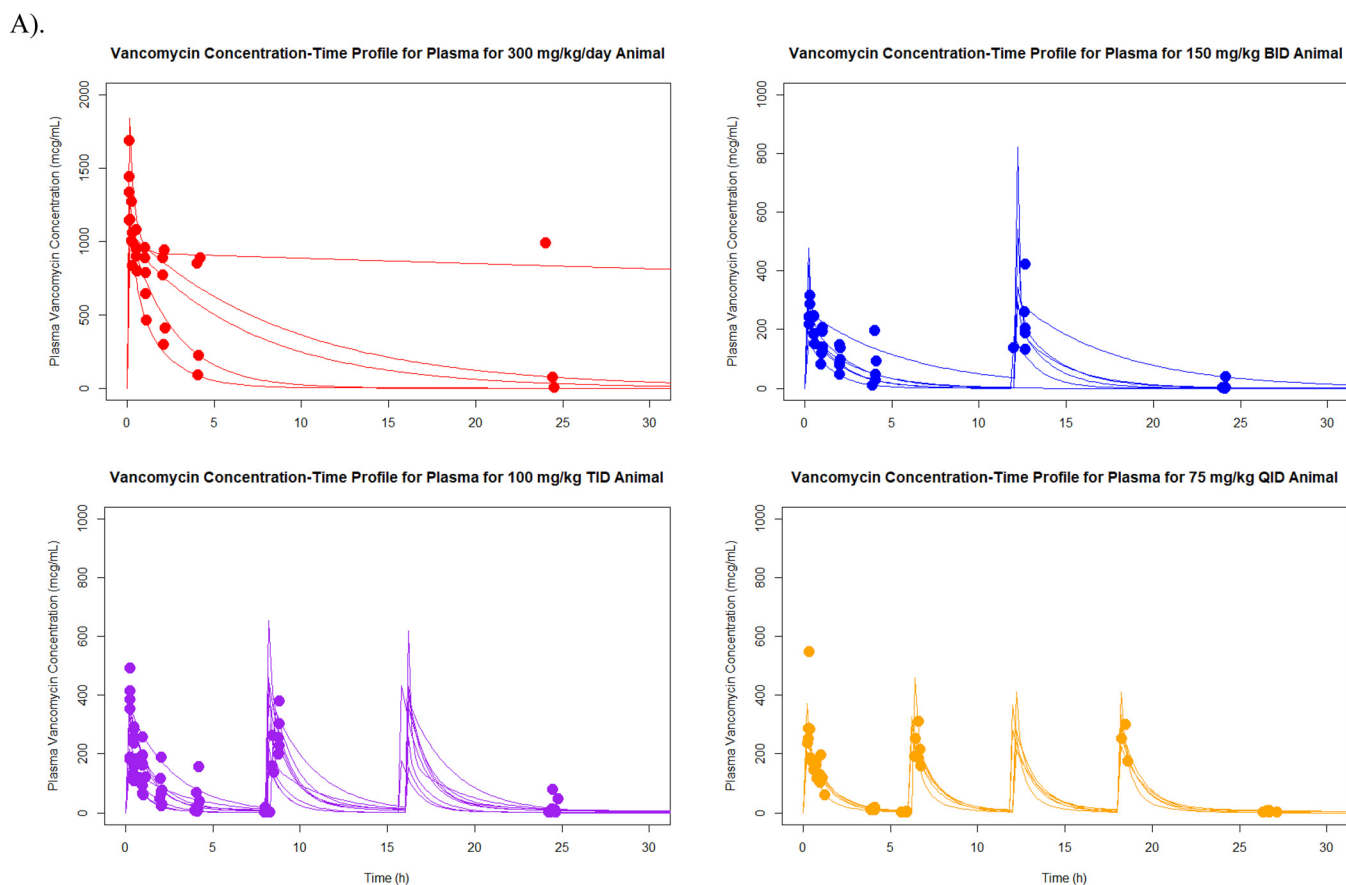 A).
Vancomycin Concentration-Time Profile for Plasma for 300 mg/kg/day Animal
Plasma Vancomycin Concentration (mcg/mL)
2000
1500
1000
500
0
0 5 10 15 20 25 30
Vancomycin Concentration-Time Profile for Plasma for 150 mg/kg BID Animal
Plasma Vancomycin Concentration (mcg/mL)
1000
800
600
400
200
0
0 5 10 15 20 25 30
Vancomycin Concentration-Time Profile for Plasma for 100 mg/kg TID Animal
Plasma Vancomycin Concentration (mcg/mL)
1000
800
600
400
200
0
0 5 10 15 20 25 30
Time (h)
Vancomycin Concentration-Time Profile for Plasma for 75 mg/kg QID Animal
Plasma Vancomycin Concentration (mcg/mL)
1000
800
600
400
200
0
0 5 10 15 20 25 30
Time (h)